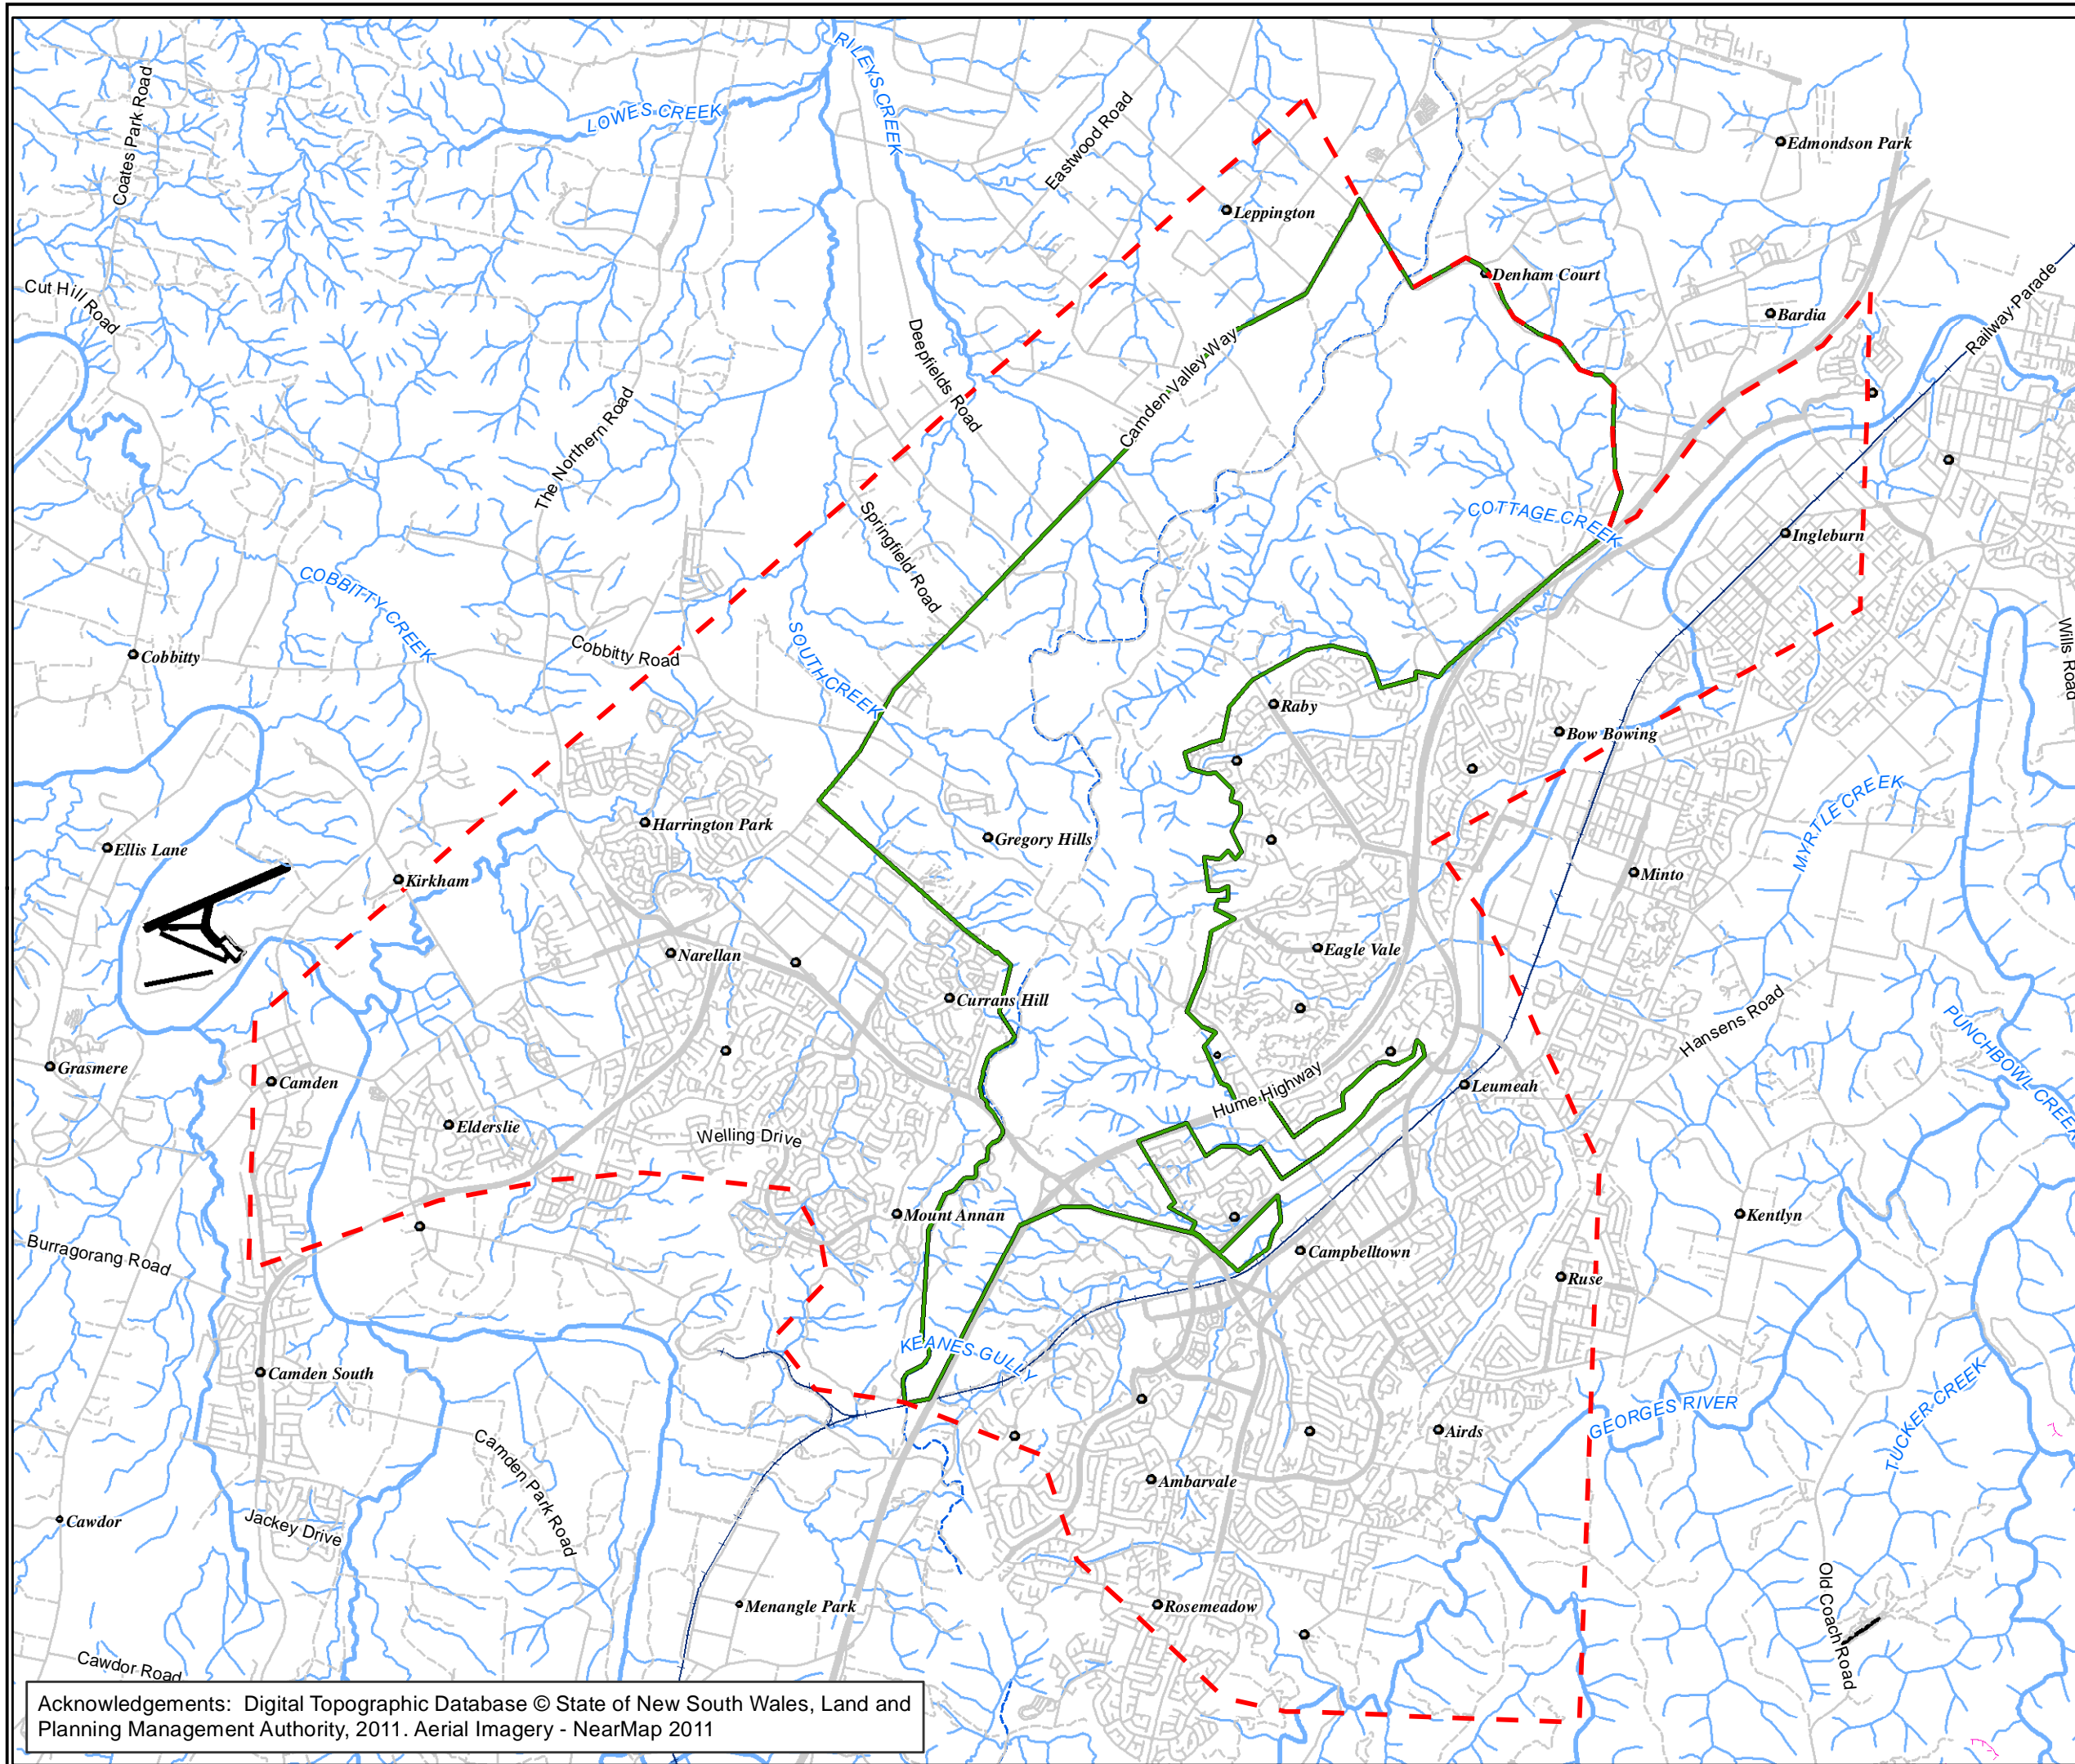 RILEYS CREEK
LOWES CREEK
Coates Park Road
Eastwood Road
Edmondson Park
Leppington
Denham Court
Cut Hill Road
Bardia
Railway Parade
Deepfields Road
Camden Valley Way
The Northern Road
Springfield Road
COTTAGE CREEK
Ingleburn
COBBITTY CREEK
Cobbitty
Cobbitty Road
SOUTH CREEK
Wills Road
Raby
Bow Bowing
MYRTLE CREEK
Harrington Park
Gregory Hills
Ellis Lane
Kirkham
Minto
Narellan
Eagle Vale
Currans Hill
Hansens Road
PUNCHBOWL CREEK
Grasmere
Camden
Hume Highway
Leumeah
Elderslie
Welling Drive
Mount Annan
Kentlyn
Burragorang Road
Campbelltown
Ruse
KEANES GULLY
Camden South
GEORGES RIVER
TUCKER CREEK
Airds
Camden Park Road
Ambarvale
Cawdor
Jackey Drive
Old Coach Road
Menangle Park
Rosemeadow
Cawdor Road
Acknowledgements: Digital Topographic Database © State of New South Wales, Land and
Planning Management Authority, 2011. Aerial Imagery - NearMap 2011